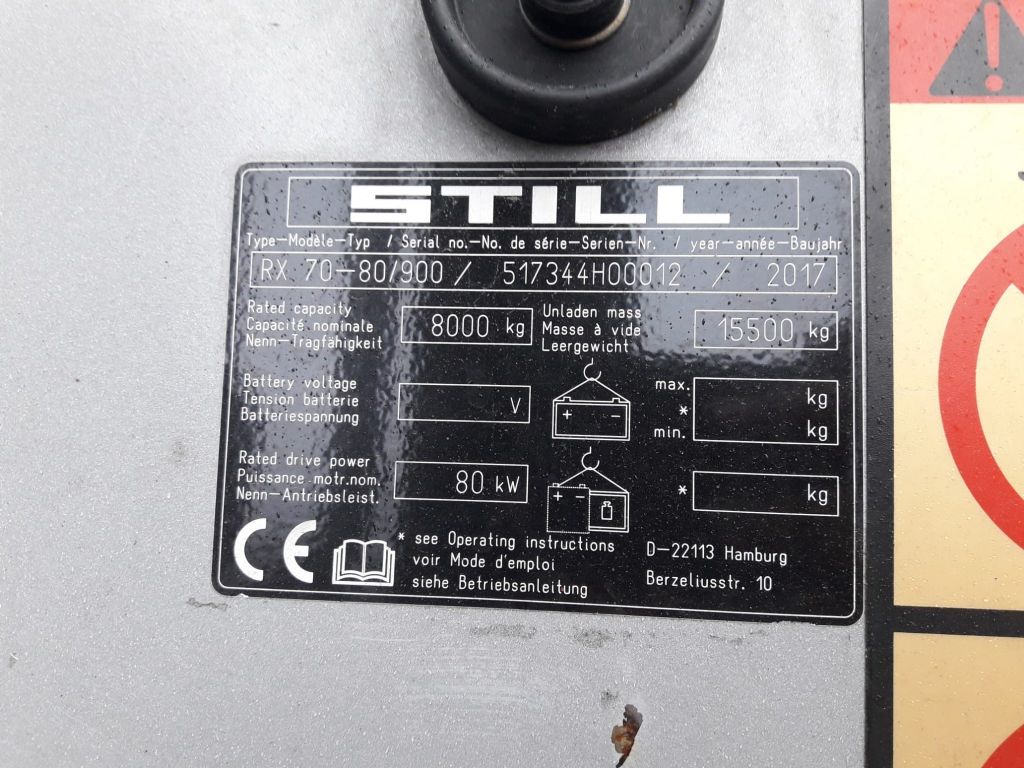 STILL
Type-Modèle-Typ / Serial no.-No. de série-Serien-Nr. / year-année-Baujahr
RX 70-80/900 / 517344H00012 / 2017
Rated capacity
Capacité nominale
Nenn-Tragfähigkeit
8000 kg
Unladen mass
Masse à vide
Leergewicht
15500 kg
Battery voltage
Tension batterie
Batteriespannung
V
+ -
max.
*
min.
kg
kg
Rated drive power
Puissance motr.nom.
Nenn-Antriebsleist.
80 kW
+ -
* kg
CE
* see Operating instructions
voir Mode d'emploi
siehe Betriebsanleitung
D-22113 Hamburg
Berzeliusstr. 10